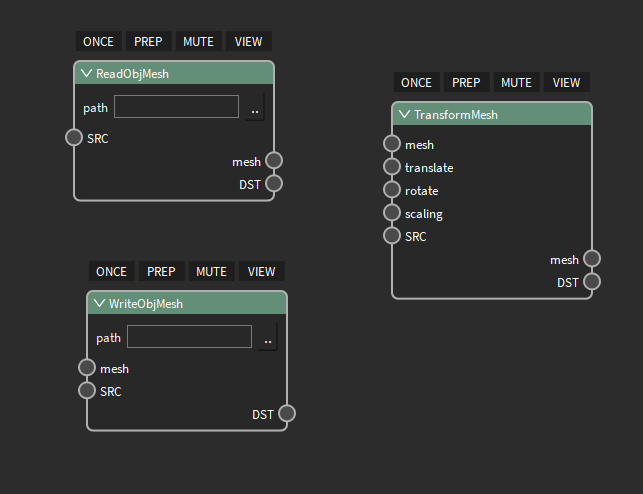 ONCE PREP MUTE VIEW
ReadObjMesh
path ..
SRC
mesh
DST
ONCE PREP MUTE VIEW
TransformMesh
mesh
translate
rotate
scaling
SRC
mesh
DST
ONCE PREP MUTE VIEW
WriteObjMesh
path ..
mesh
SRC
DST